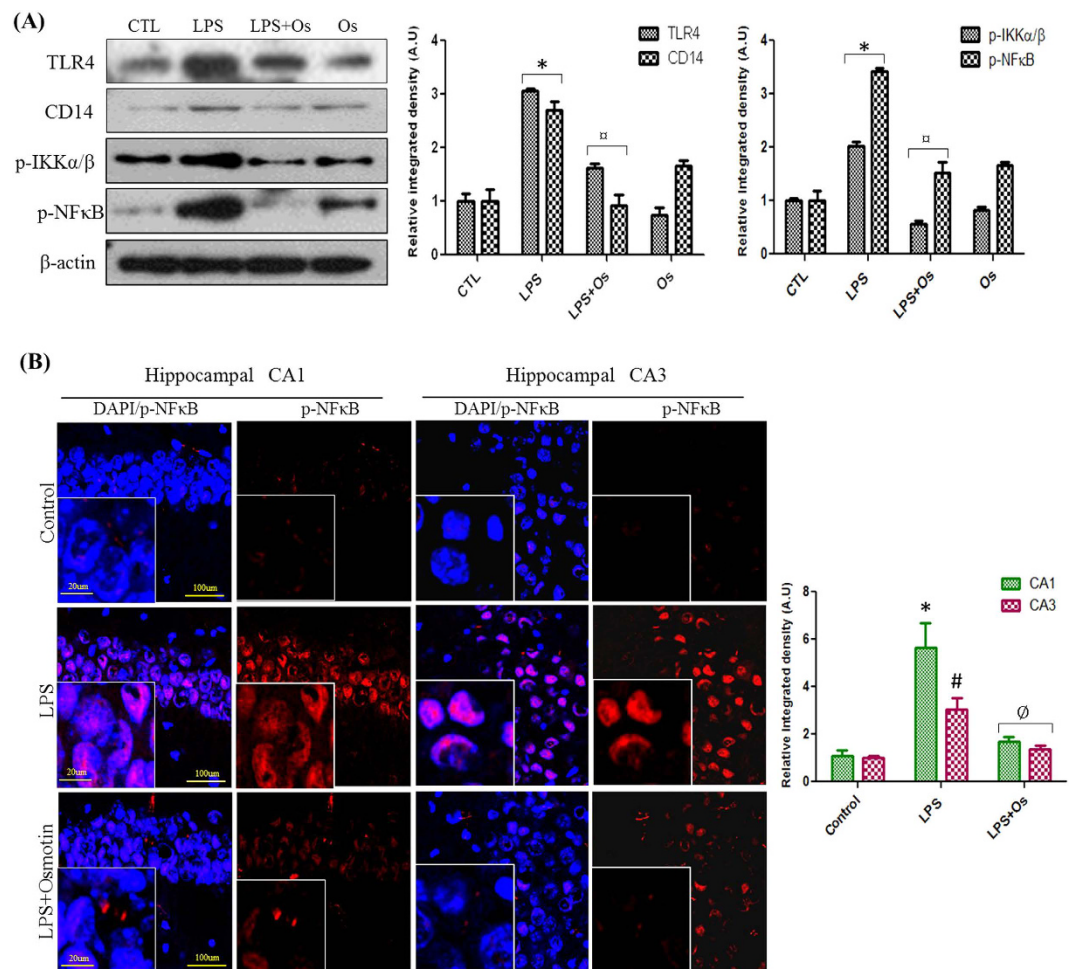 (A)
CTL LPS LPS+Os Os
TLR4
CD14
p-IKKα/β
p-NFκB
β-actin
Relative integrated density (A.U)
4
3
2
1
0
TLR4
CD14
*
¤
CTL
LPS
LPS+Os
Os
Relative Integrated density (A.U)
4
3
2
1
0
p-IKKα/β
p-NFκB
*
¤
CTL
LPS
LPS+Os
Os
(B)
Hippocampal CA1
Hippocampal CA3
DAPI/p-NFκB p-NFκB DAPI/p-NFκB p-NFκB
Control
20um 100um
LPS
20um 100um
LPS+Osmotin
20um 100um
Relative Integrated density (A.U)
8
6
4
2
0
CA1
CA3
*
#
Ø
Control
LPS
LPS+Os